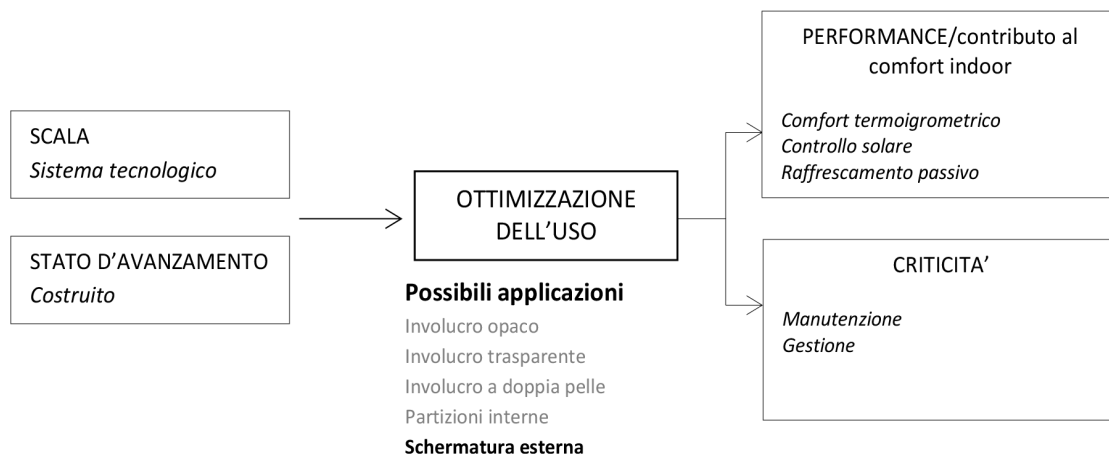 SCALA
Sistema tecnologico
STATO D'AVANZAMENTO
Costruito
OTTIMIZZAZIONE
DELL'USO
Possibili applicazioni
Involucro opaco
Involucro trasparente
Involucro a doppia pelle
Partizioni interne
Schermatura esterna
PERFORMANCE/contributo al
comfort indoor
Comfort termoigrometrico
Controllo solare
Raffrescamento passivo
CRITICITA'
Manutenzione
Gestione